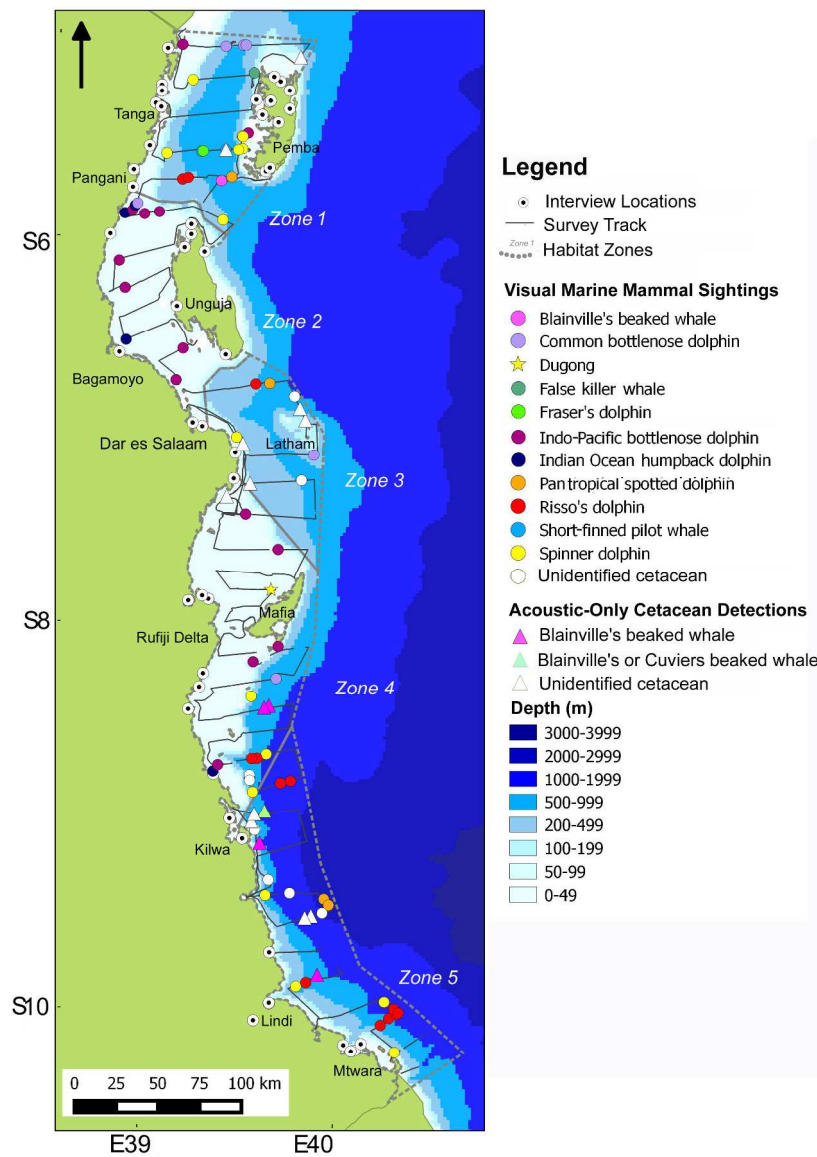 Tanga
Pemba
Pangani
Zone 1
S6
Unguja
Zone 2
Bagamoyo
Dar es Salaam
Latham
Zone 3
Mafia
S8
Rufiji Delta
Zone 4
Kilwa
Zone 5
S10
Lindi
Mtwara
0 25 50 75 100 km
E39 E40
Legend
Interview Locations
Survey Track
Zone 1
Habitat Zones
Visual Marine Mammal Sightings
Blainville's beaked whale
Common bottlenose dolphin
Dugong
False killer whale
Fraser's dolphin
Indo-Pacific bottlenose dolphin
Indian Ocean humpback dolphin
Pantropical spotted dolphin
Risso's dolphin
Short-finned pilot whale
Spinner dolphin
Unidentified cetacean
Acoustic-Only Cetacean Detections
Blainville's beaked whale
Blainville's or Cuviers beaked whale
Unidentified cetacean
Depth (m)
3000-3999
2000-2999
1000-1999
500-999
200-499
100-199
50-99
0-49